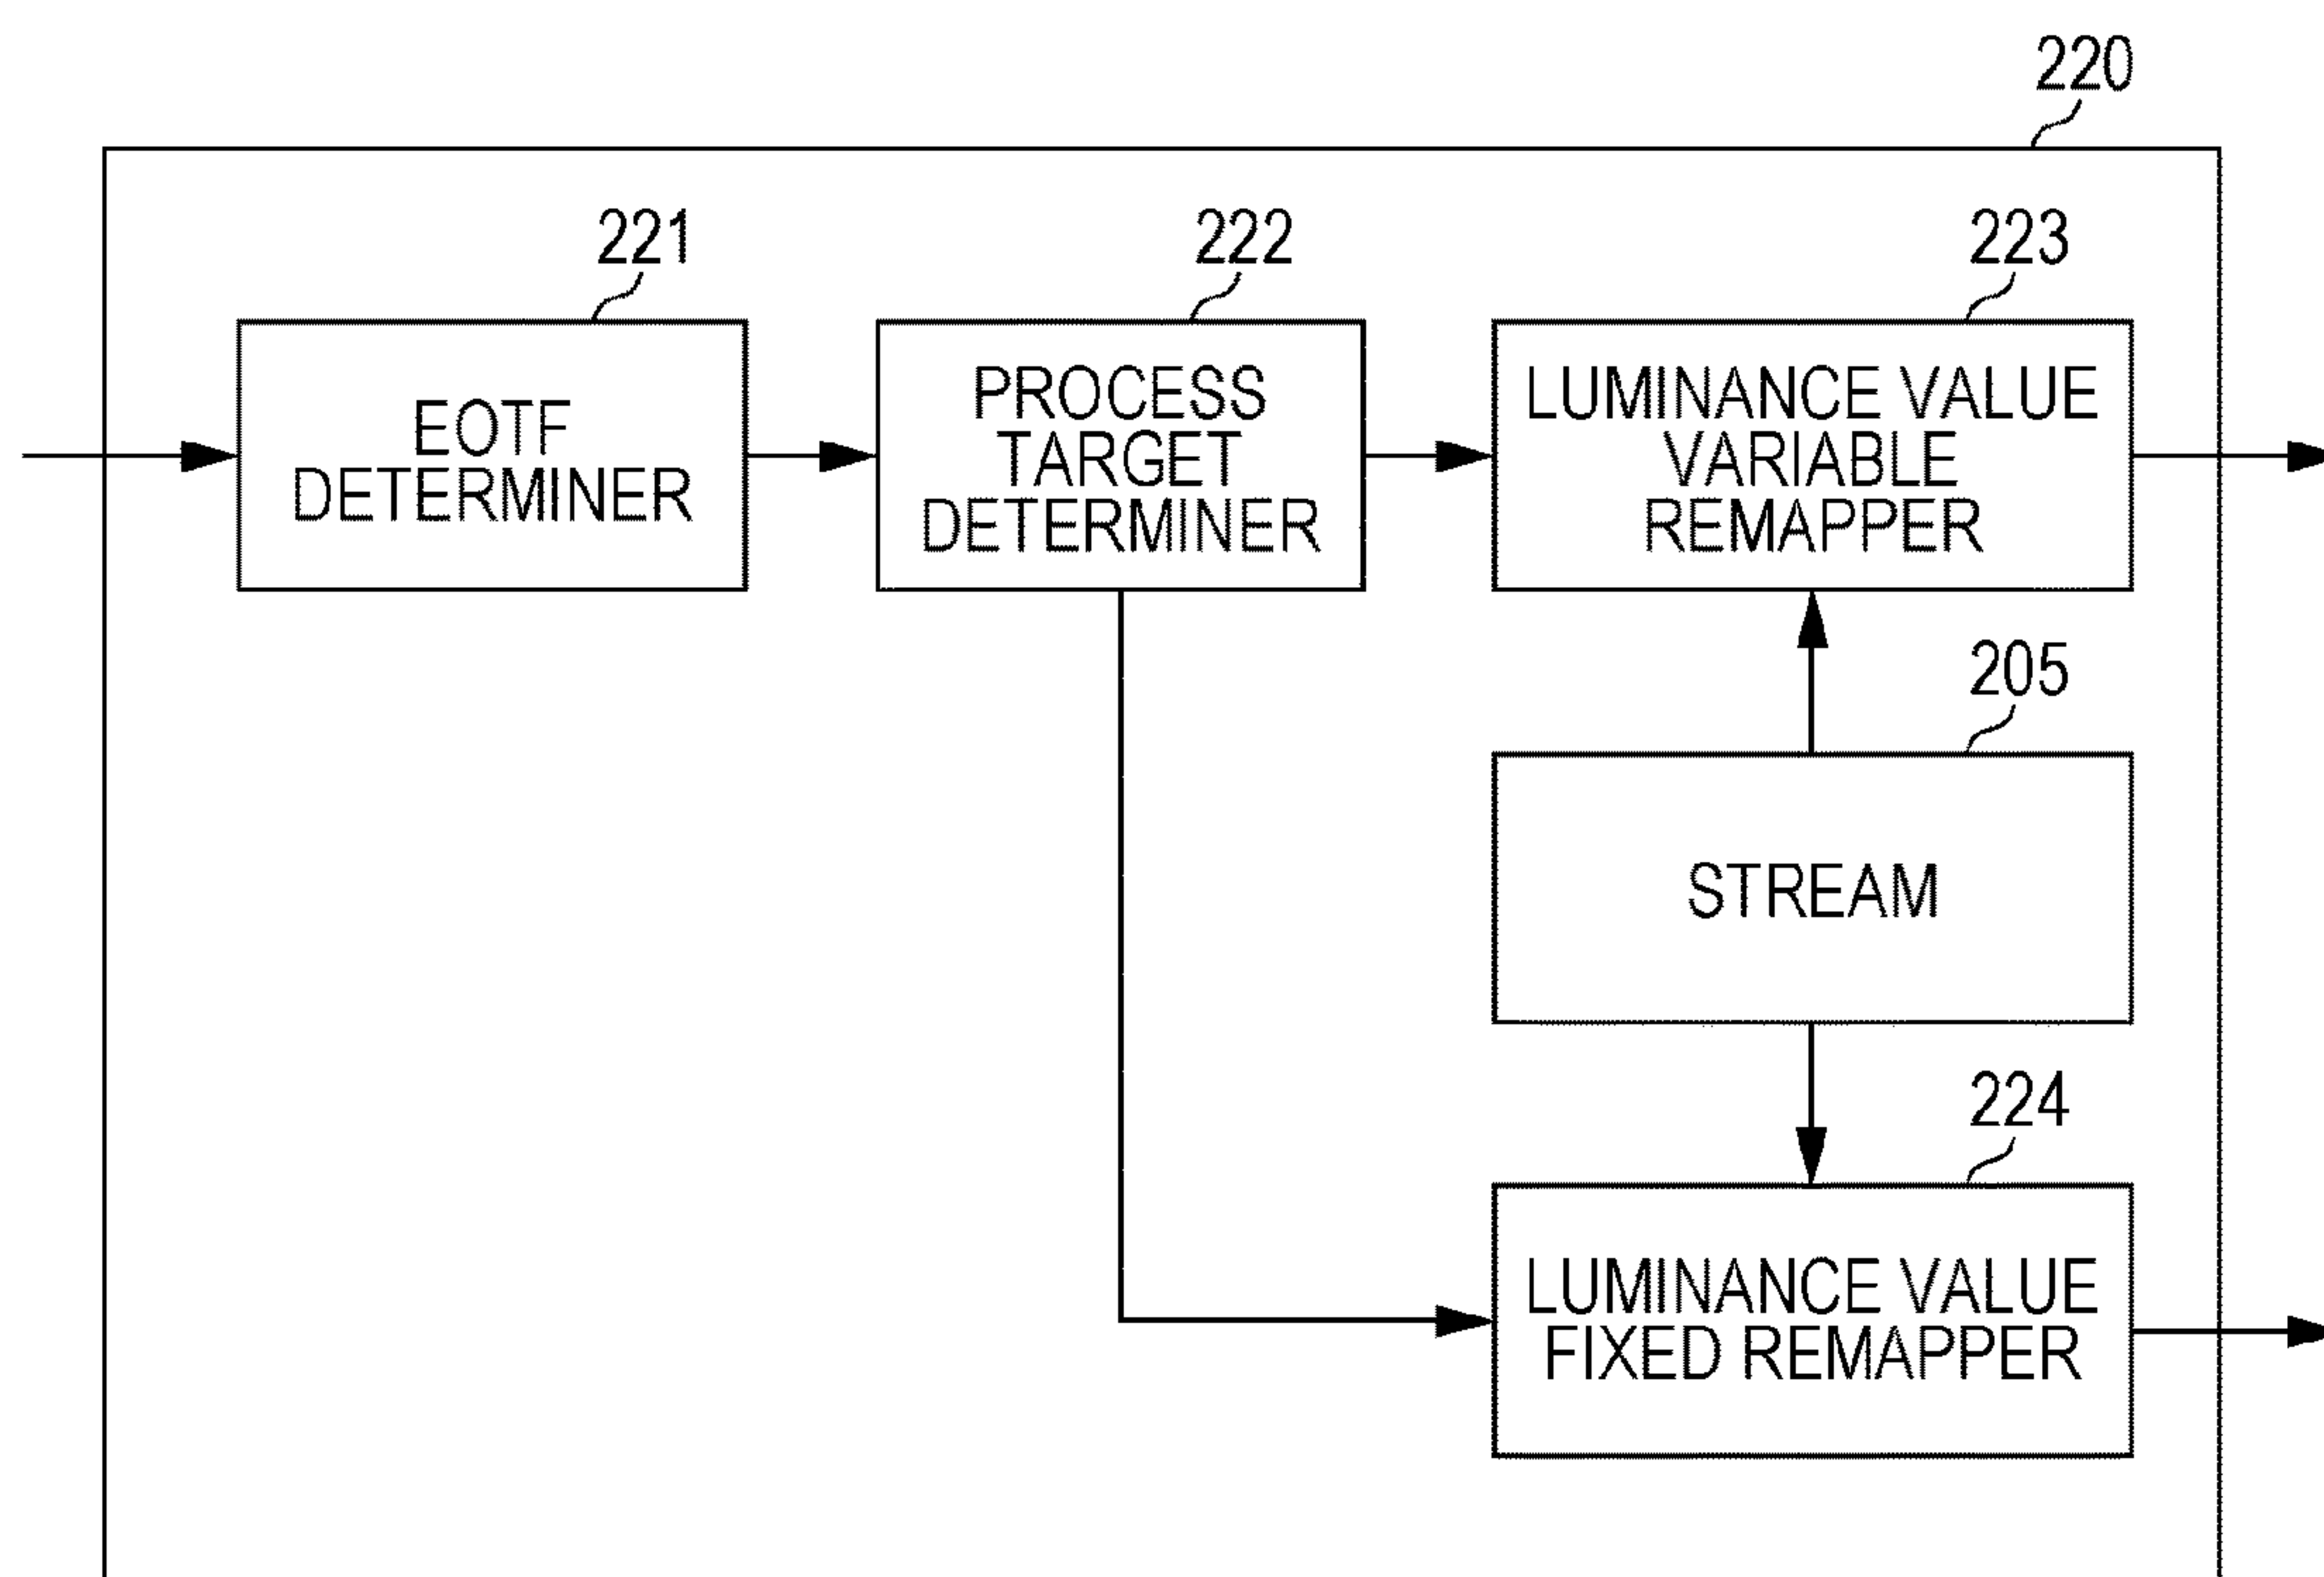 220
221
222
223
EOTF
DETERMINER
PROCESS
TARGET
DETERMINER
LUMINANCE VALUE
VARIABLE
REMAPPER
205
STREAM
224
LUMINANCE VALUE
FIXED REMAPPER